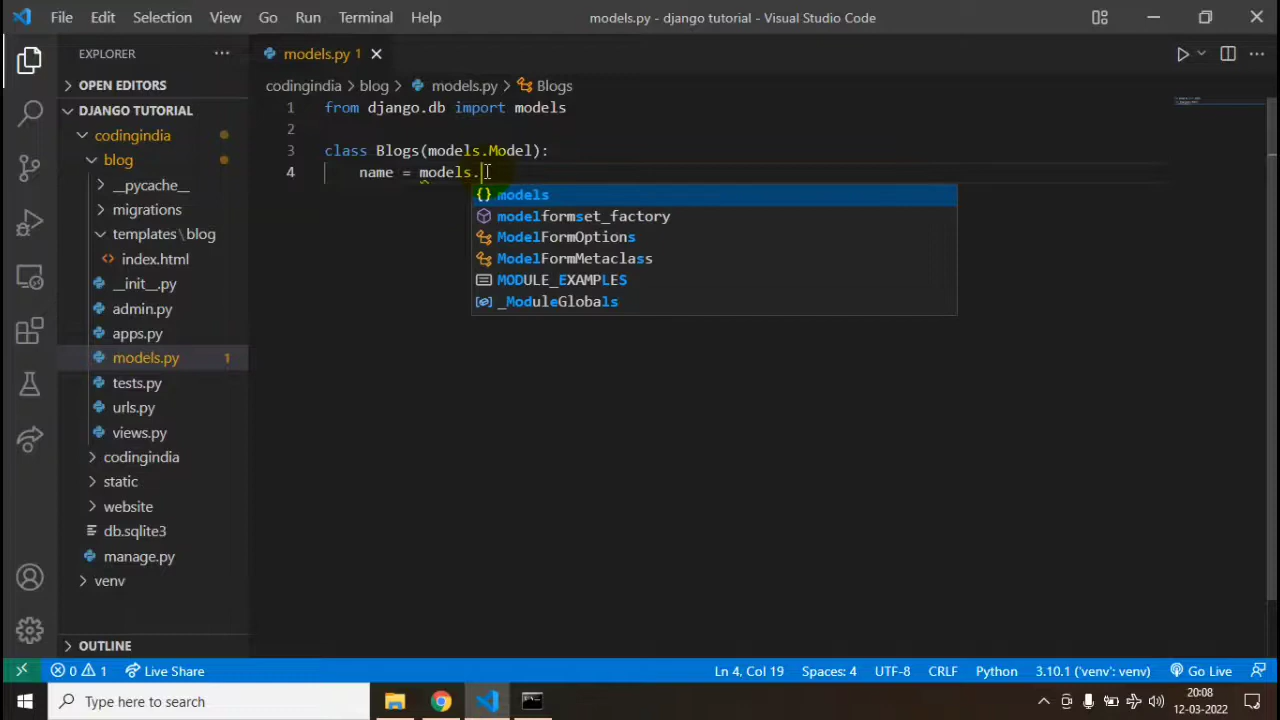 File Edit Selection View Go Run Terminal Help models.py - django tutorial - Visual Studio Code
EXPLORER
OPEN EDITORS
DJANGO TUTORIAL
codingindia
blog
__pycache__
migrations
templates\blog
index.html
__init__.py
admin.py
apps.py
models.py 1
tests.py
urls.py
views.py
codingindia
static
website
db.sqlite3
manage.py
venv
OUTLINE
models.py 1
codingindia > blog > models.py > Blogs
1 from django.db import models
2
3 class Blogs(models.Model):
4 name = models.
models
modelformset_factory
ModelFormOptions
ModelFormMetaclass
MODULE_EXAMPLES
_ModuleGlobals
0 1 Live Share Ln 4, Col 19 Spaces: 4 UTF-8 CRLF Python 3.10.1 ('venv': venv) Go Live
Type here to search 20:08
12-03-2022